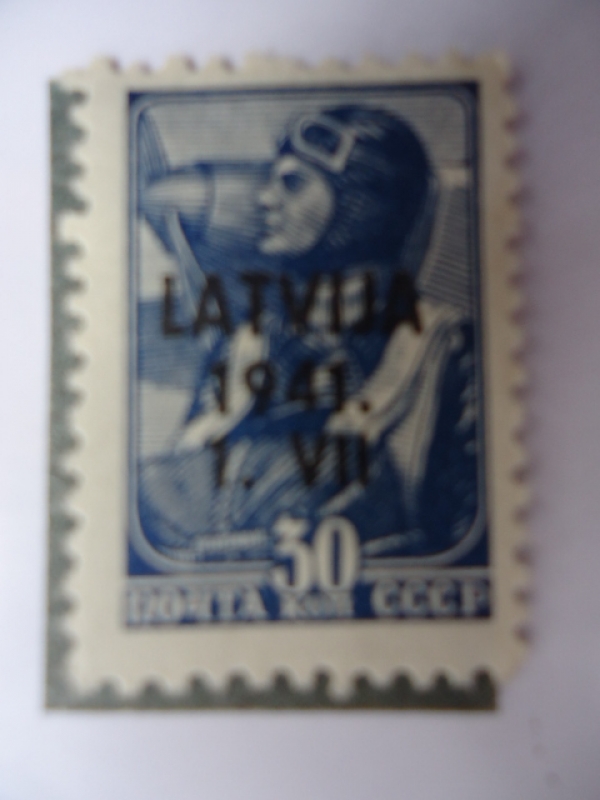 LATVIJA
1941.
1. VII
30
ПОЧТА КОП СССР